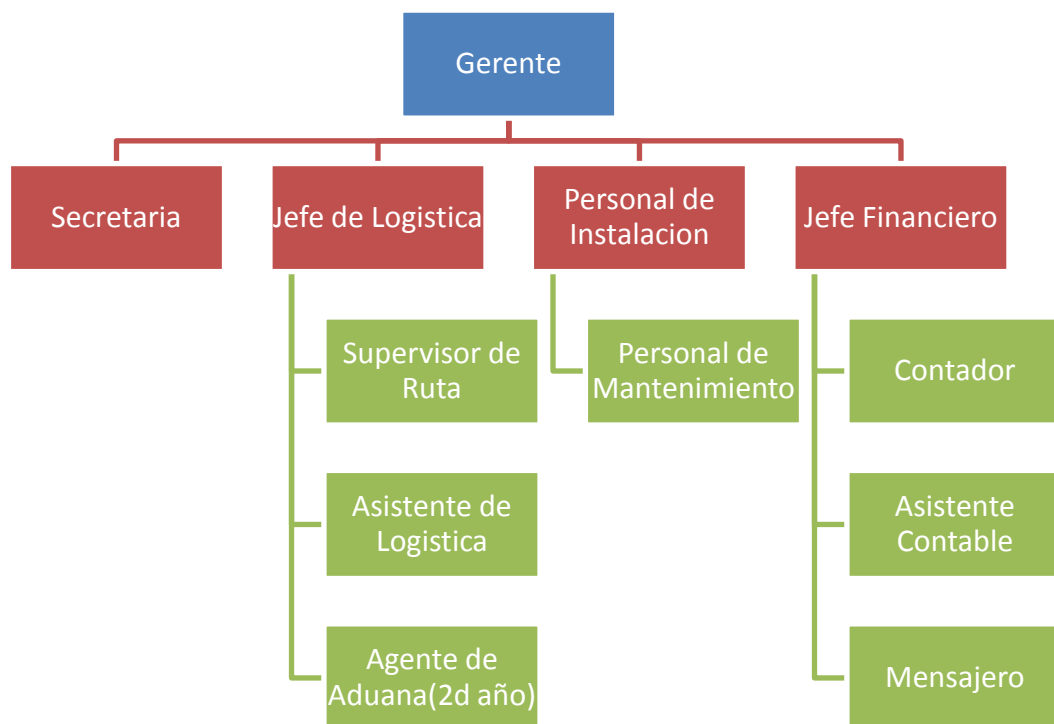 Gerente
Secretaria
Jefe de Logistica
Personal de
Instalacion
Jefe Financiero
Supervisor de
Ruta
Personal de
Mantenimiento
Contador
Asistente de
Logistica
Asistente
Contable
Agente de
Aduana(2d año)
Mensajero